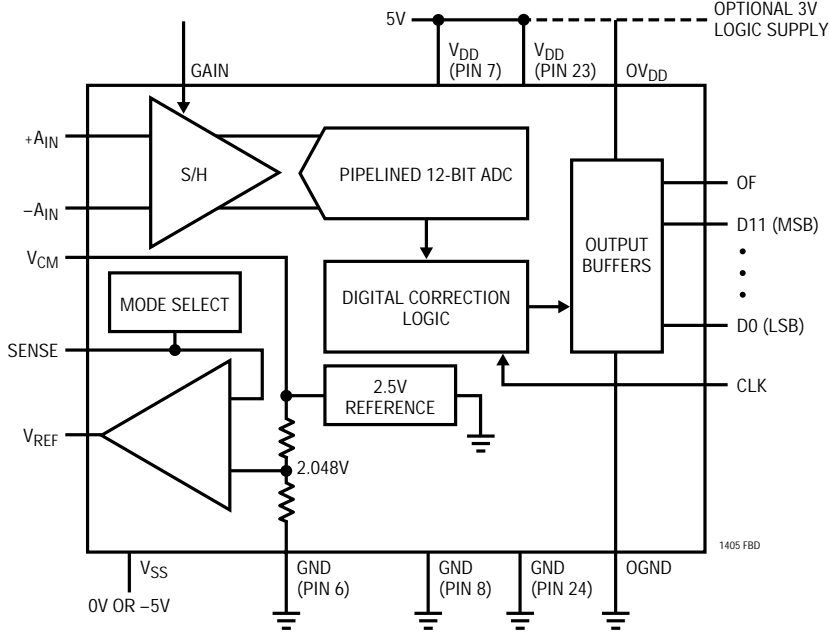 OPTIONAL 3V
LOGIC SUPPLY
5V
GAIN
VDD
(PIN 7)
VDD
(PIN 23)
OVDD
+AIN
S/H
PIPELINED 12-BIT ADC
OF
–AIN
D11 (MSB)
OUTPUT
BUFFERS
VCM
MODE SELECT
DIGITAL CORRECTION
LOGIC
D0 (LSB)
SENSE
CLK
2.5V
REFERENCE
VREF
2.048V
1405 FBD
VSS
0V OR –5V
GND
(PIN 6)
GND
(PIN 8)
GND
(PIN 24)
OGND